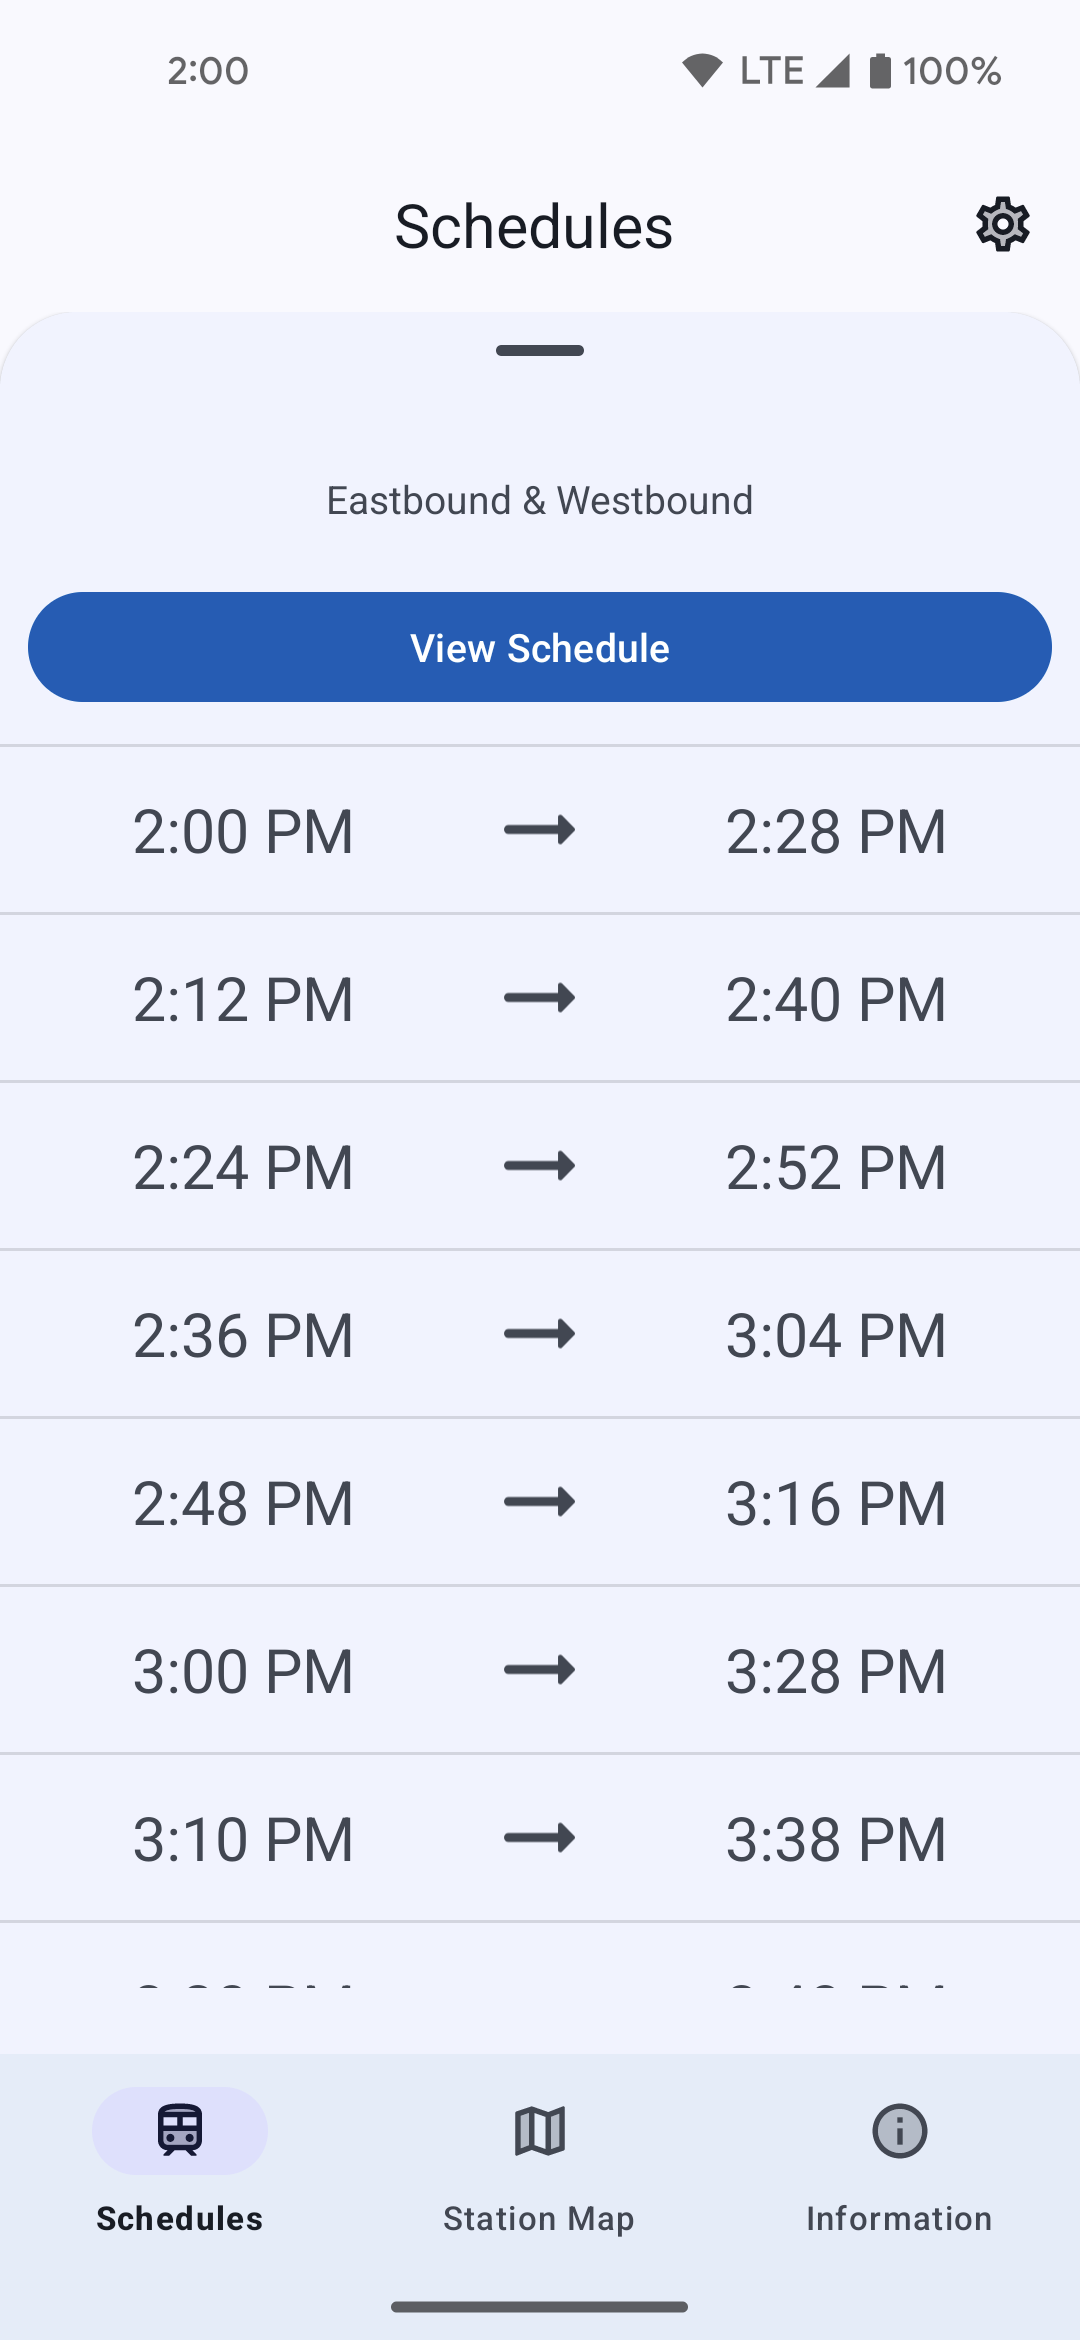 2:00 LTE 100%
Schedules
Eastbound & Westbound
View Schedule
2:00 PM 2:28 PM
2:12 PM 2:40 PM
2:24 PM 2:52 PM
2:36 PM 3:04 PM
2:48 PM 3:16 PM
3:00 PM 3:28 PM
3:10 PM 3:38 PM
Schedules Station Map Information